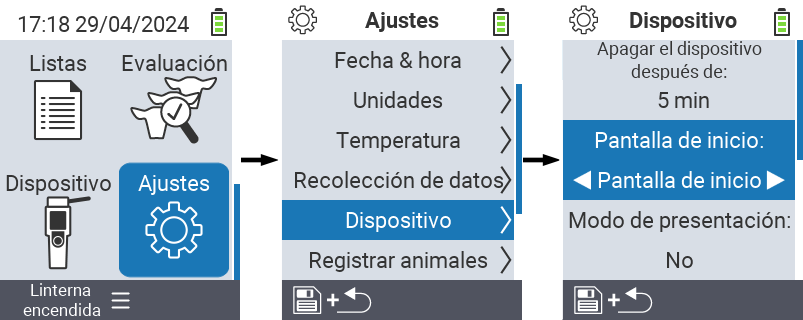 17:18 29/04/2024
Listas
Evaluación
Dispositivo
Ajustes
Linterna
encendida
Ajustes
Fecha & hora
Unidades
Temperatura
Recolección de datos
Dispositivo
Registrar animales
+
Dispositivo
Apagar el dispositivo
después de:
5 min
Pantalla de inicio:
Pantalla de inicio
Modo de presentación:
No
+